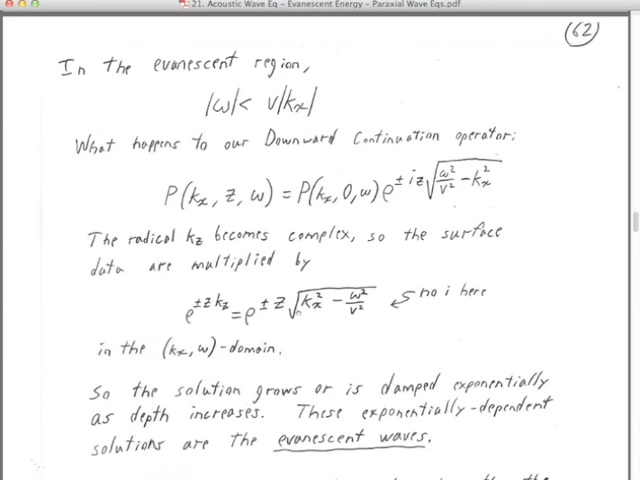 21. Acoustic Wave Eq - Evanescent Energy - Paraxial Wave Eqs.pdf
(62)
In the evanescent region,
|ω| < v|kₓ|
What happens to our Downward Continuation operator:
P(kₓ, z, ω) = P(kₓ, 0, ω) e^{± iz√(ω²/v² − kₓ²)}
The radical k_z becomes complex, so the surface
data are multiplied by
e^{±z k_z} = e^{± z√(kₓ² − ω²/v²)} ← no i here
in the (kₓ, ω)-domain.
So the solution grows or is damped exponentially
as depth increases. These exponentially-dependent
solutions are the evanescent waves.